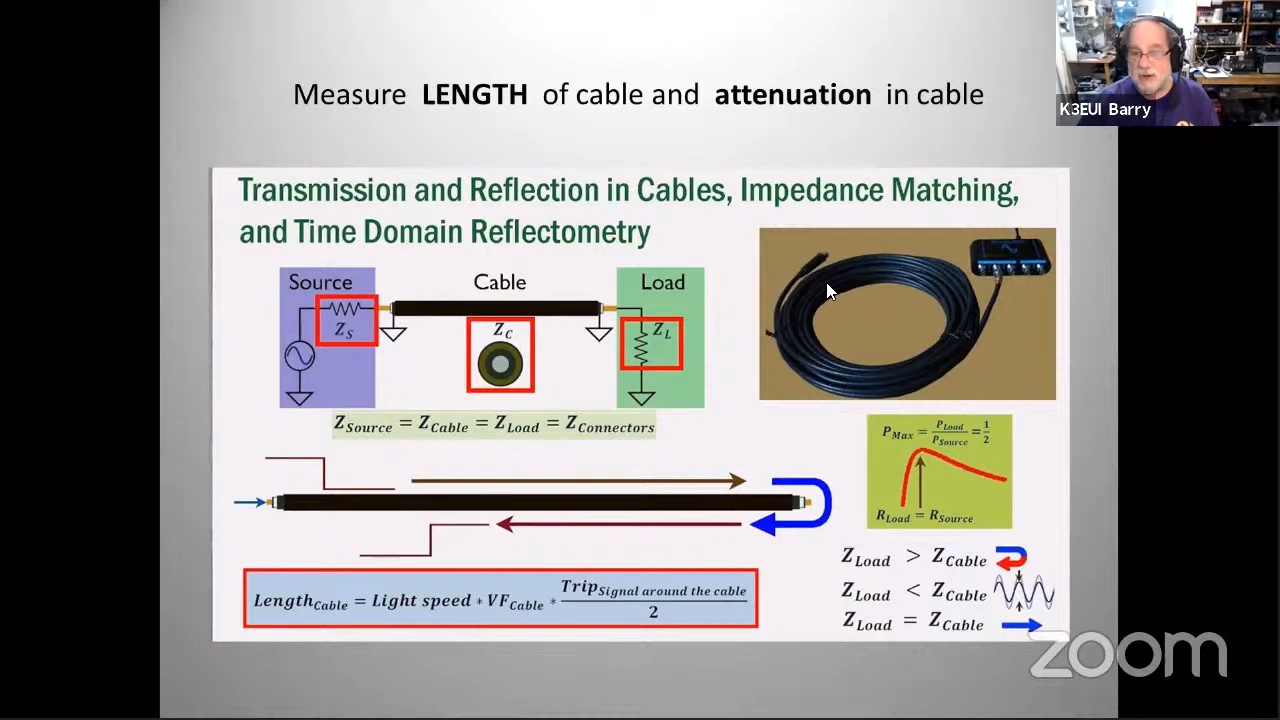 Measure LENGTH of cable and attenuation in cable
K3EUI Barry
Transmission and Reflection in Cables, Impedance Matching,
and Time Domain Reflectometry
Source
Cable
Load
Z_S
Z_C
Z_L
Z_Source = Z_Cable = Z_Load = Z_Connectors
P_Max = P_Load / P_Source = 1/2
R_Load = R_Source
Length_Cable = Light speed * VF_Cable * Trip_Signal around the cable / 2
Z_Load > Z_Cable
Z_Load < Z_Cable
Z_Load = Z_Cable
zoom